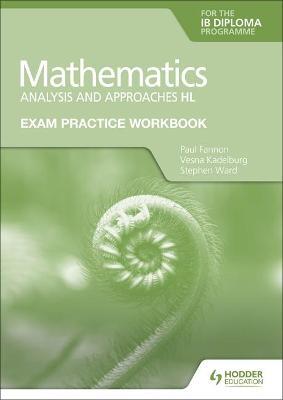 FOR THE
IB DIPLOMA
PROGRAMME
Mathematics
ANALYSIS AND APPROACHES HL
EXAM PRACTICE WORKBOOK
Paul Fannon
Vesna Kadelburg
Stephen Ward
HODDER
EDUCATION